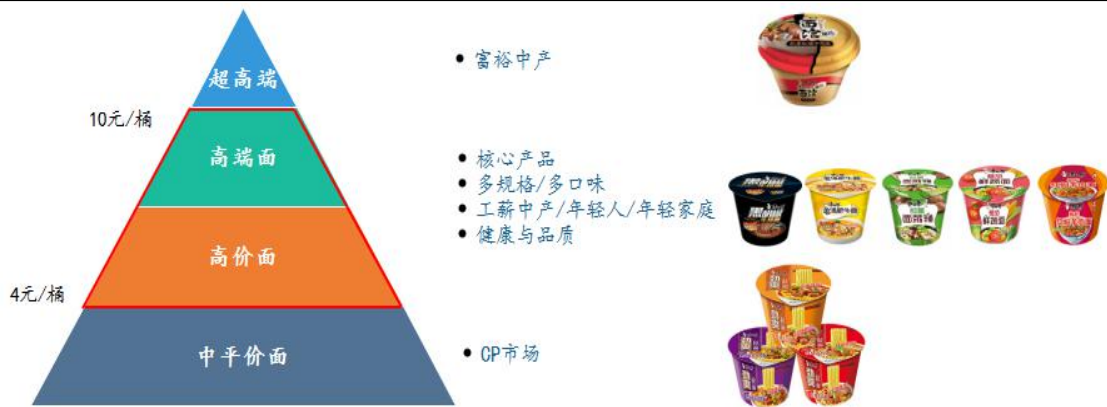 超高端
富裕中产
10元/桶
高端面
核心产品
多规格/多口味
工薪中产/年轻人/年轻家庭
健康与品质
高价面
4元/桶
中平价面
CP市场